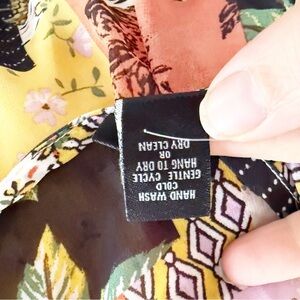 HAND WASH
COLD
GENTLE CYCLE
HANG TO DRY
OR
DRY CLEAN